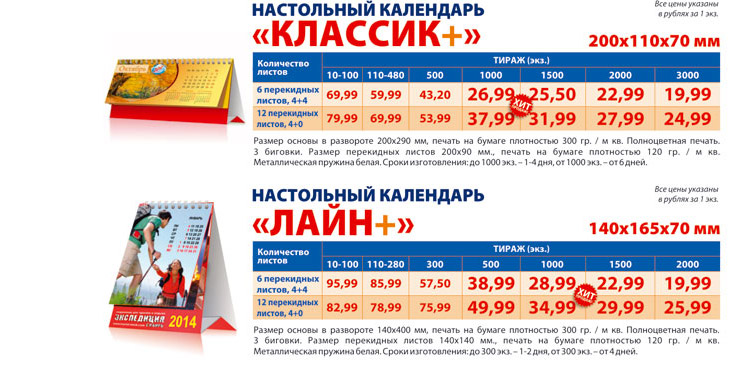 НАСТОЛЬНЫЙ КАЛЕНДАРЬ
Все цены указаны
в рублях за 1 экз.
«КЛАССИК+»
200х110х70 мм
Октябрь
Количество листов
ТИРАЖ (экз.)
10-100 110-480 500 1000 1500 2000 3000
6 перекидных листов, 4+4 69,99 59,99 43,20 26,99 25,50 22,99 19,99
ХИТ
12 перекидных листов, 4+0 79,99 69,99 53,99 37,99 31,99 27,99 24,99
Размер основы в развороте 200х290 мм, печать на бумаге плотностью 300 гр. / м кв. Полноцветная печать.
3 биговки. Размер перекидных листов 200х90 мм., печать на бумаге плотностью 120 гр. / м кв.
Металлическая пружина белая. Сроки изготовления: до 1000 экз. – 1-4 дня, от 1000 экз. – от 6 дней.
НАСТОЛЬНЫЙ КАЛЕНДАРЬ
Все цены указаны
в рублях за 1 экз.
«ЛАЙН+»
140х165х70 мм
ЯНВАРЬ
ЭКСПЕДИЦИЯ
СИБИРЬ
2014
Количество листов
ТИРАЖ (экз.)
10-100 110-280 300 500 1000 1500 2000
6 перекидных листов, 4+4 95,99 85,99 57,50 38,99 28,99 22,99 19,99
ХИТ
12 перекидных листов, 4+0 82,99 78,99 75,99 49,99 34,99 29,99 25,99
Размер основы в развороте 140х400 мм, печать на бумаге плотностью 300 гр. / м кв. Полноцветная печать.
3 биговки. Размер перекидных листов 140х140 мм., печать на бумаге плотностью 120 гр. / м кв.
Металлическая пружина белая. Сроки изготовления: до 300 экз. – 1-2 дня, от 300 экз. – от 4 дней.